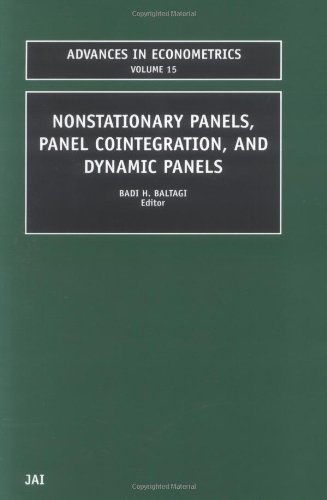 ADVANCES IN ECONOMETRICS
VOLUME 15
NONSTATIONARY PANELS,
PANEL COINTEGRATION, AND
DYNAMIC PANELS
BADI H. BALTAGI
Editor
JAI